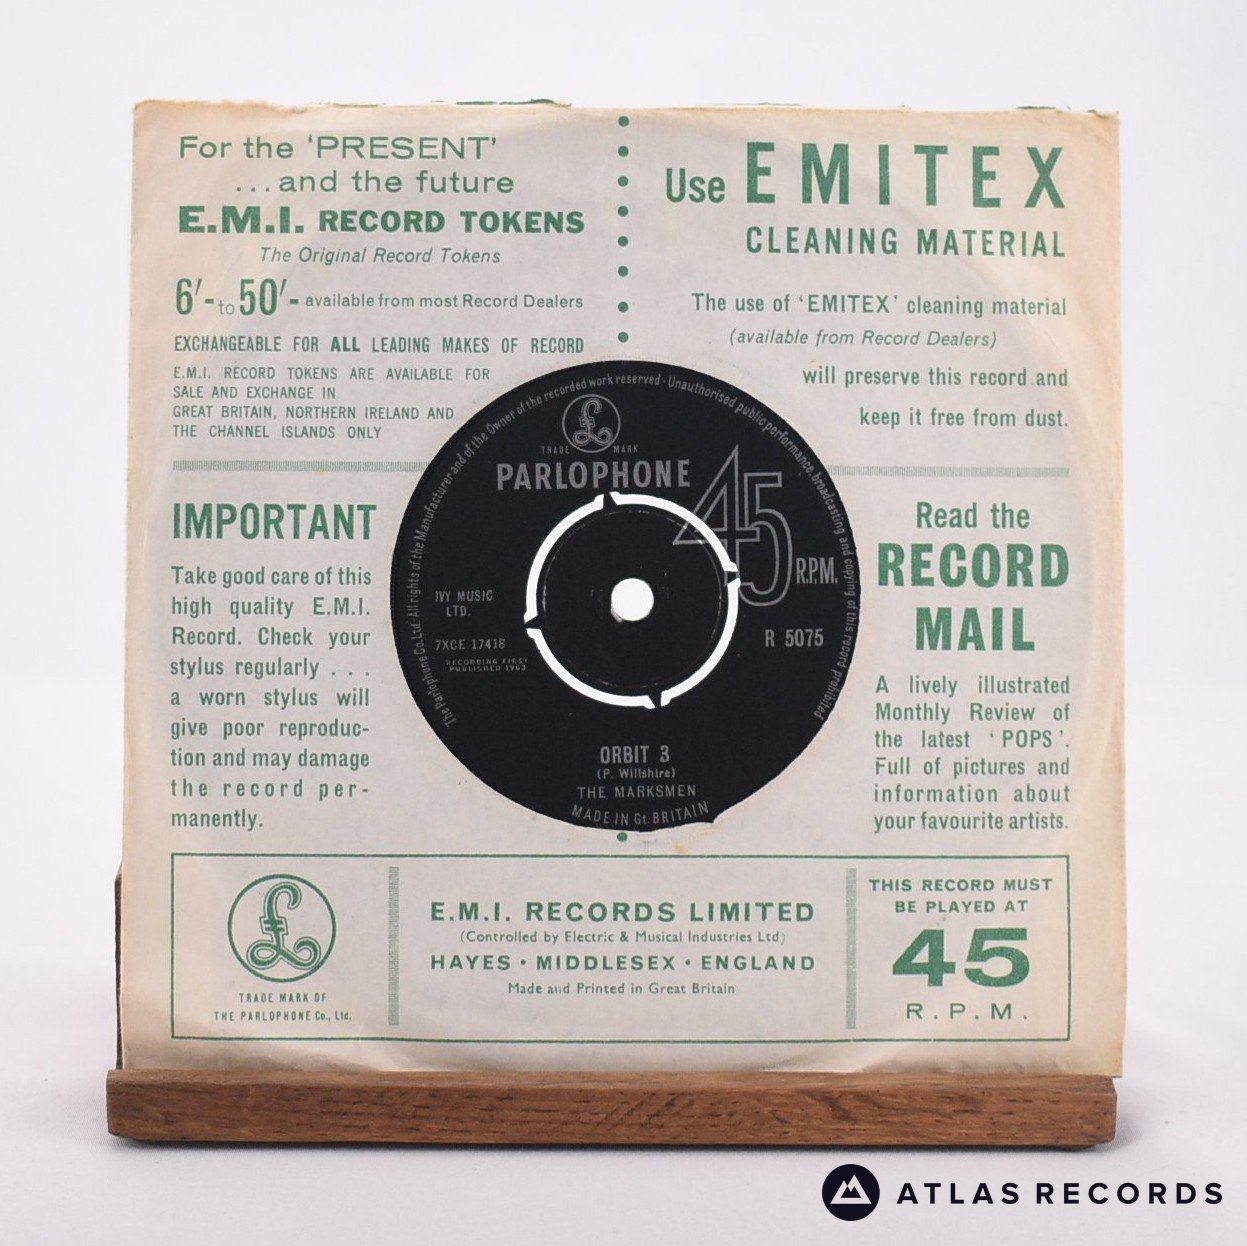 For the 'PRESENT'
...and the future
E.M.I. RECORD TOKENS
The Original Record Tokens
6'- to 50'- available from most Record Dealers
EXCHANGEABLE FOR ALL LEADING MAKES OF RECORD
E.M.I. RECORD TOKENS ARE AVAILABLE FOR
SALE AND EXCHANGE IN
GREAT BRITAIN, NORTHERN IRELAND AND
THE CHANNEL ISLANDS ONLY
Use EMITEX
CLEANING MATERIAL
The use of 'EMITEX' cleaning material
(available from Record Dealers)
will preserve this record and
keep it free from dust.
IMPORTANT
Take good care of this
high quality E.M.I.
Record. Check your
stylus regularly . . .
a worn stylus will
give poor reproduc-
tion and may damage
the record per-
manently.
The Parlophone Co. Ltd. All rights of the Manufacturer and of the Owner of the recorded work reserved · Unauthorised public performance, broadcasting and copying of this record prohibited
TRADE MARK
PARLOPHONE
45
R.P.M.
IVY MUSIC
LTD.
7XCE 17418
RECORDING FIRST
PUBLISHED 1963
R 5075
ORBIT 3
(P. Willshire)
THE MARKSMEN
MADE IN Gt. BRITAIN
Read the
RECORD
MAIL
A lively illustrated
Monthly Review of
the latest 'POPS'.
Full of pictures and
information about
your favourite artists.
TRADE MARK OF
THE PARLOPHONE Co., Ltd.
E.M.I. RECORDS LIMITED
(Controlled by Electric & Musical Industries Ltd)
HAYES · MIDDLESEX · ENGLAND
Made and Printed in Great Britain
THIS RECORD MUST
BE PLAYED AT
45
R.P.M.
ATLAS RECORDS